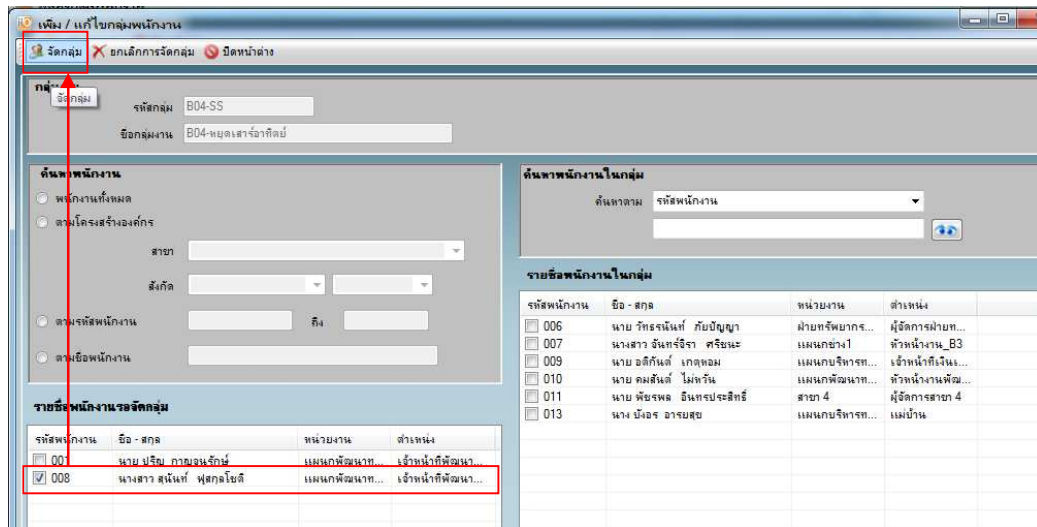 เพิ่ม / แก้ไขกลุ่มพนักงาน
จัดกลุ่ม ยกเลิกการจัดกลุ่ม ปิดหน้าต่าง
จัดกลุ่ม
รหัสกลุ่ม B04-SS
ชื่อกลุ่มงาน B04-หยุดเสาร์อาทิตย์
ค้นหาพนักงาน
พนักงานทั้งหมด
ตามโครงสร้างองค์กร
สาขา
สังกัด
ตามรหัสพนักงาน ถึง
ตามชื่อพนักงาน
รายชื่อพนักงานรอจัดกลุ่ม
รหัสพนักงาน ชื่อ - สกุล หน่วยงาน ตำแหน่ง
001 นาย ปริญ กาญจนรักษ์ แผนกพัฒนาท... เจ้าหน้าที่พัฒนา...
008 นางสาว สุนันท์ ฟุสกุลโชติ แผนกพัฒนาท... เจ้าหน้าที่พัฒนา...
ค้นหาพนักงานในกลุ่ม
ค้นหาตาม รหัสพนักงาน
รายชื่อพนักงานในกลุ่ม
รหัสพนักงาน ชื่อ - สกุล หน่วยงาน ตำแหน่ง
006 นาย วัทธรนันท์ ภัยปัญญา ฝ่ายทรัพยากร... ผู้จัดการฝ่ายท...
007 นางสาว จันทร์จิรา ศรีชนะ แผนกช่าง1 หัวหน้างาน_B3
009 นาย อดิกันต์ เกตุหอม แผนกบริหารท... เจ้าหน้าที่เงินเ...
010 นาย คมสันต์ ไม่หวัน แผนกพัฒนาท... หัวหน้างานพัฒ...
011 นาย พัชรพล อินทรประสิทธิ์ สาขา 4 ผู้จัดการสาขา 4
013 นาง บังอร อารยสุข แผนกบริหารท... แม่บ้าน